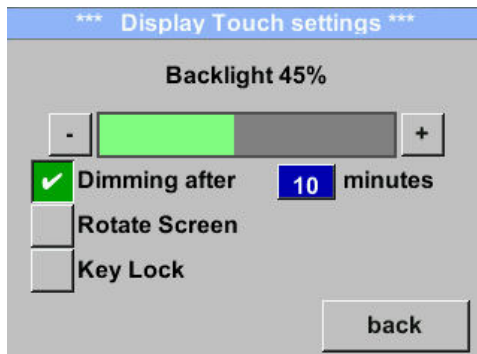 *** Display Touch settings ***
Backlight 45%
- +
Dimming after 10 minutes
Rotate Screen
Key Lock
back